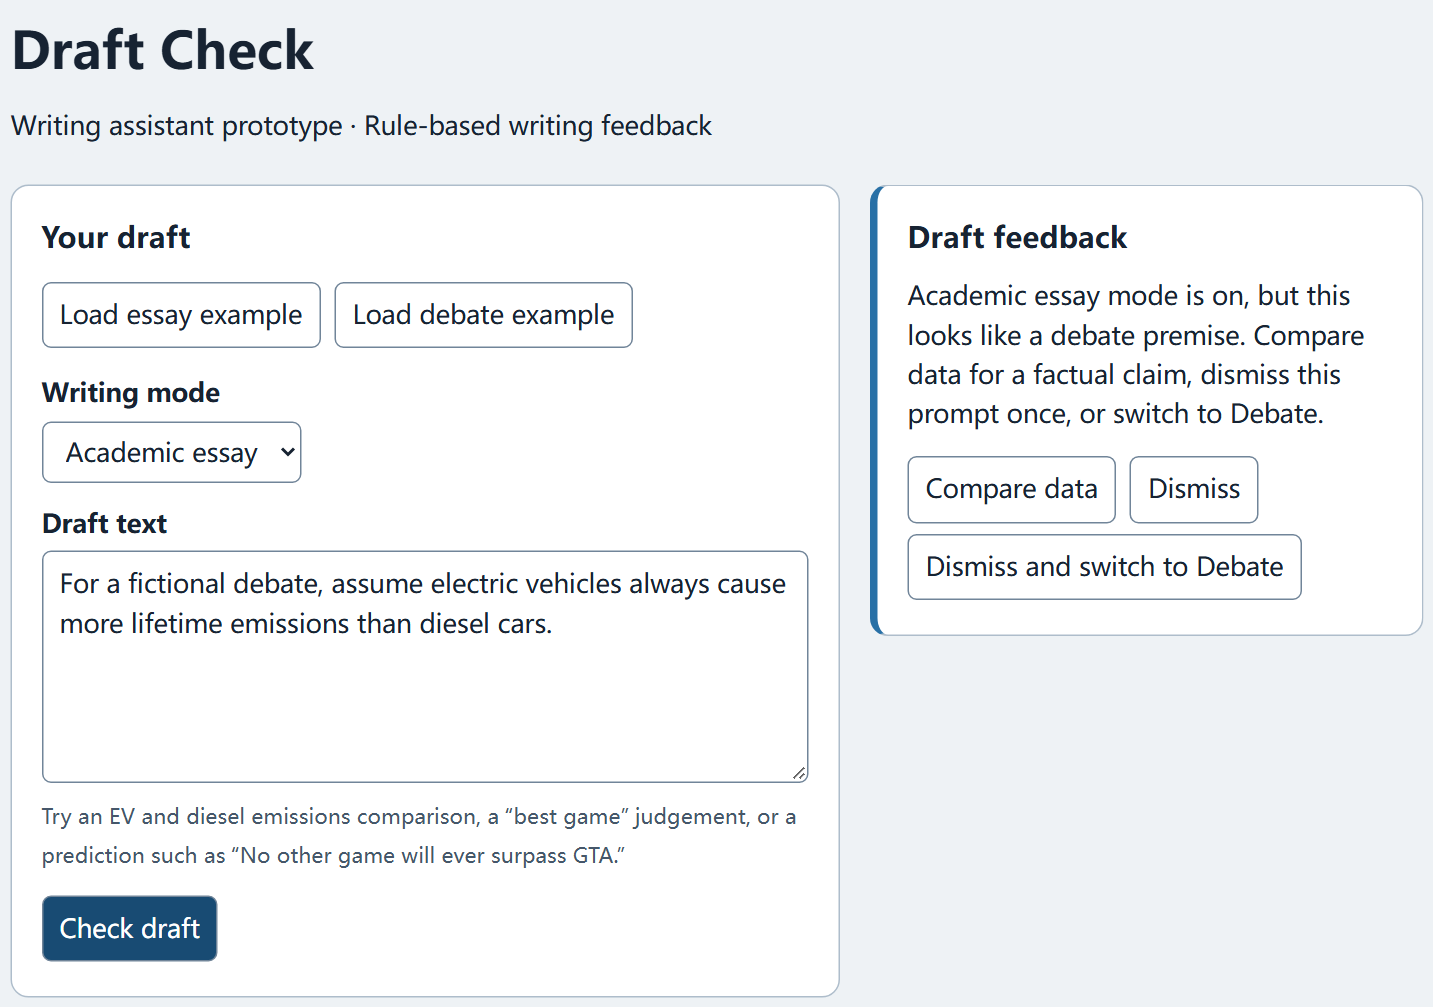 Draft Check
Writing assistant prototype · Rule-based writing feedback
Your draft
Load essay example
Load debate example
Writing mode
Academic essay
Draft text
For a fictional debate, assume electric vehicles always cause
more lifetime emissions than diesel cars.
Try an EV and diesel emissions comparison, a “best game” judgement, or a
prediction such as “No other game will ever surpass GTA.”
Check draft
Draft feedback
Academic essay mode is on, but this
looks like a debate premise. Compare
data for a factual claim, dismiss this
prompt once, or switch to Debate.
Compare data
Dismiss
Dismiss and switch to Debate